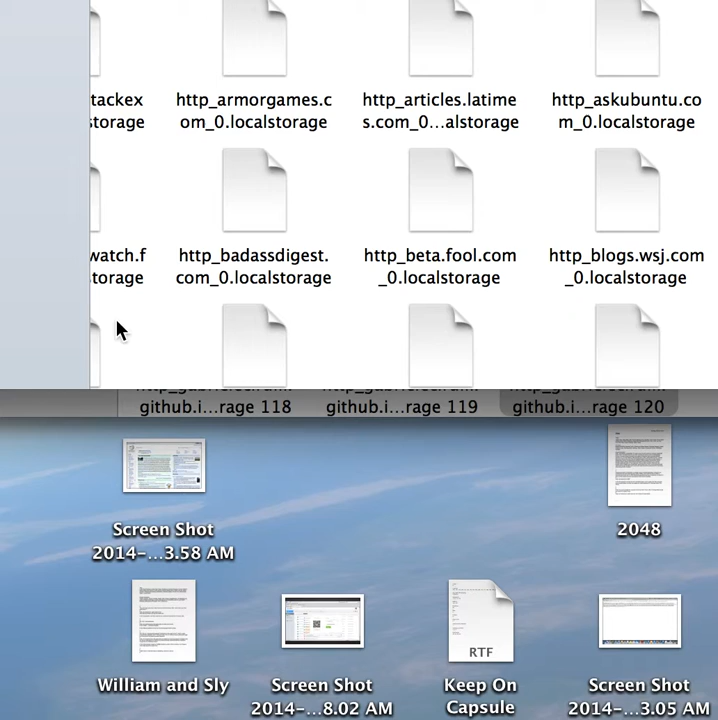 tackex
storage
http_armorgames.c
om_0.localstorage
http_articles.latime
s.com_0...alstorage
http_askubuntu.co
m_0.localstorage
watch.f
torage
http_badassdigest.
com_0.localstorage
http_beta.fool.com
_0.localstorage
http_blogs.wsj.com
_0.localstorage
github.i...rage 118
github.i...rage 119
github.i...rage 120
Screen Shot
2014-...3.58 AM
2048
William and Sly
Screen Shot
2014-...8.02 AM
RTF
Keep On
Capsule
Screen Shot
2014-...3.05 AM